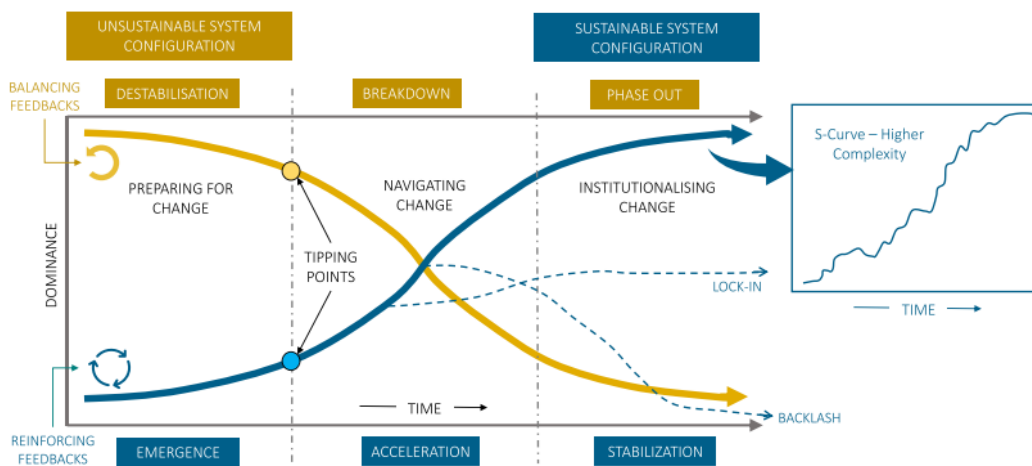 UNSUSTAINABLE SYSTEM
CONFIGURATION
SUSTAINABLE SYSTEM
CONFIGURATION
BALANCING
FEEDBACKS
DESTABILISATION
BREAKDOWN
PHASE OUT
S-Curve – Higher
Complexity
PREPARING FOR
CHANGE
NAVIGATING
CHANGE
INSTITUTIONALISING
CHANGE
DOMINANCE
TIPPING
POINTS
LOCK-IN
TIME
TIME
BACKLASH
REINFORCING
FEEDBACKS
EMERGENCE
ACCELERATION
STABILIZATION